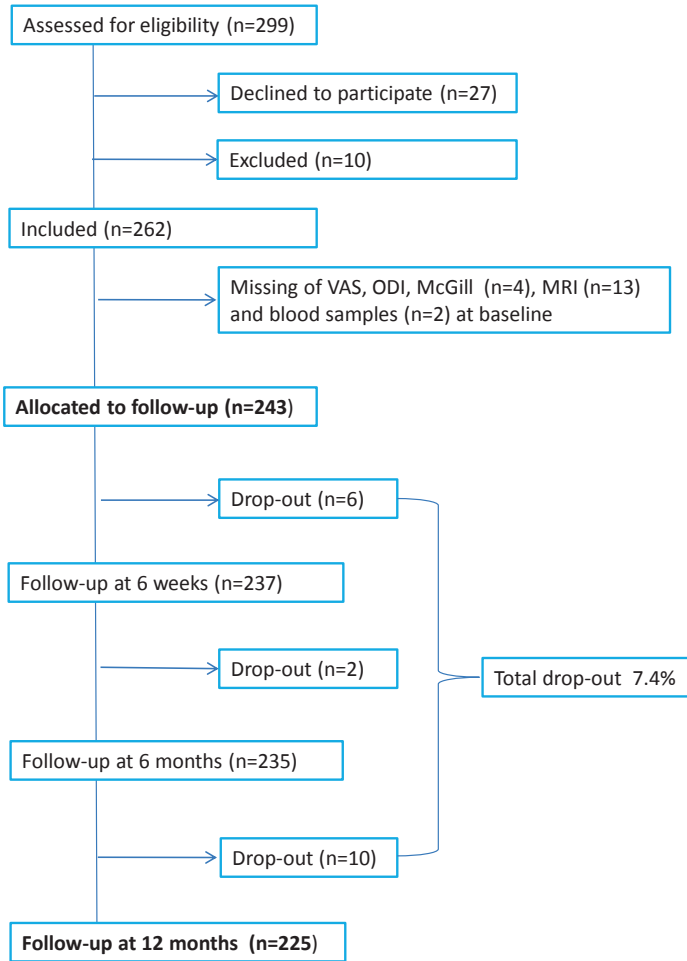 Assessed for eligibility (n=299)
Declined to participate (n=27)
Excluded (n=10)
Included (n=262)
Missing of VAS, ODI, McGill  (n=4), MRI (n=13)
and blood samples (n=2) at baseline
Allocated to follow-up (n=243)
Drop-out (n=6)
Follow-up at 6 weeks (n=237)
Drop-out (n=2)
Total drop-out  7.4%
Follow-up at 6 months (n=235)
Drop-out (n=10)
Follow-up at 12 months  (n=225)